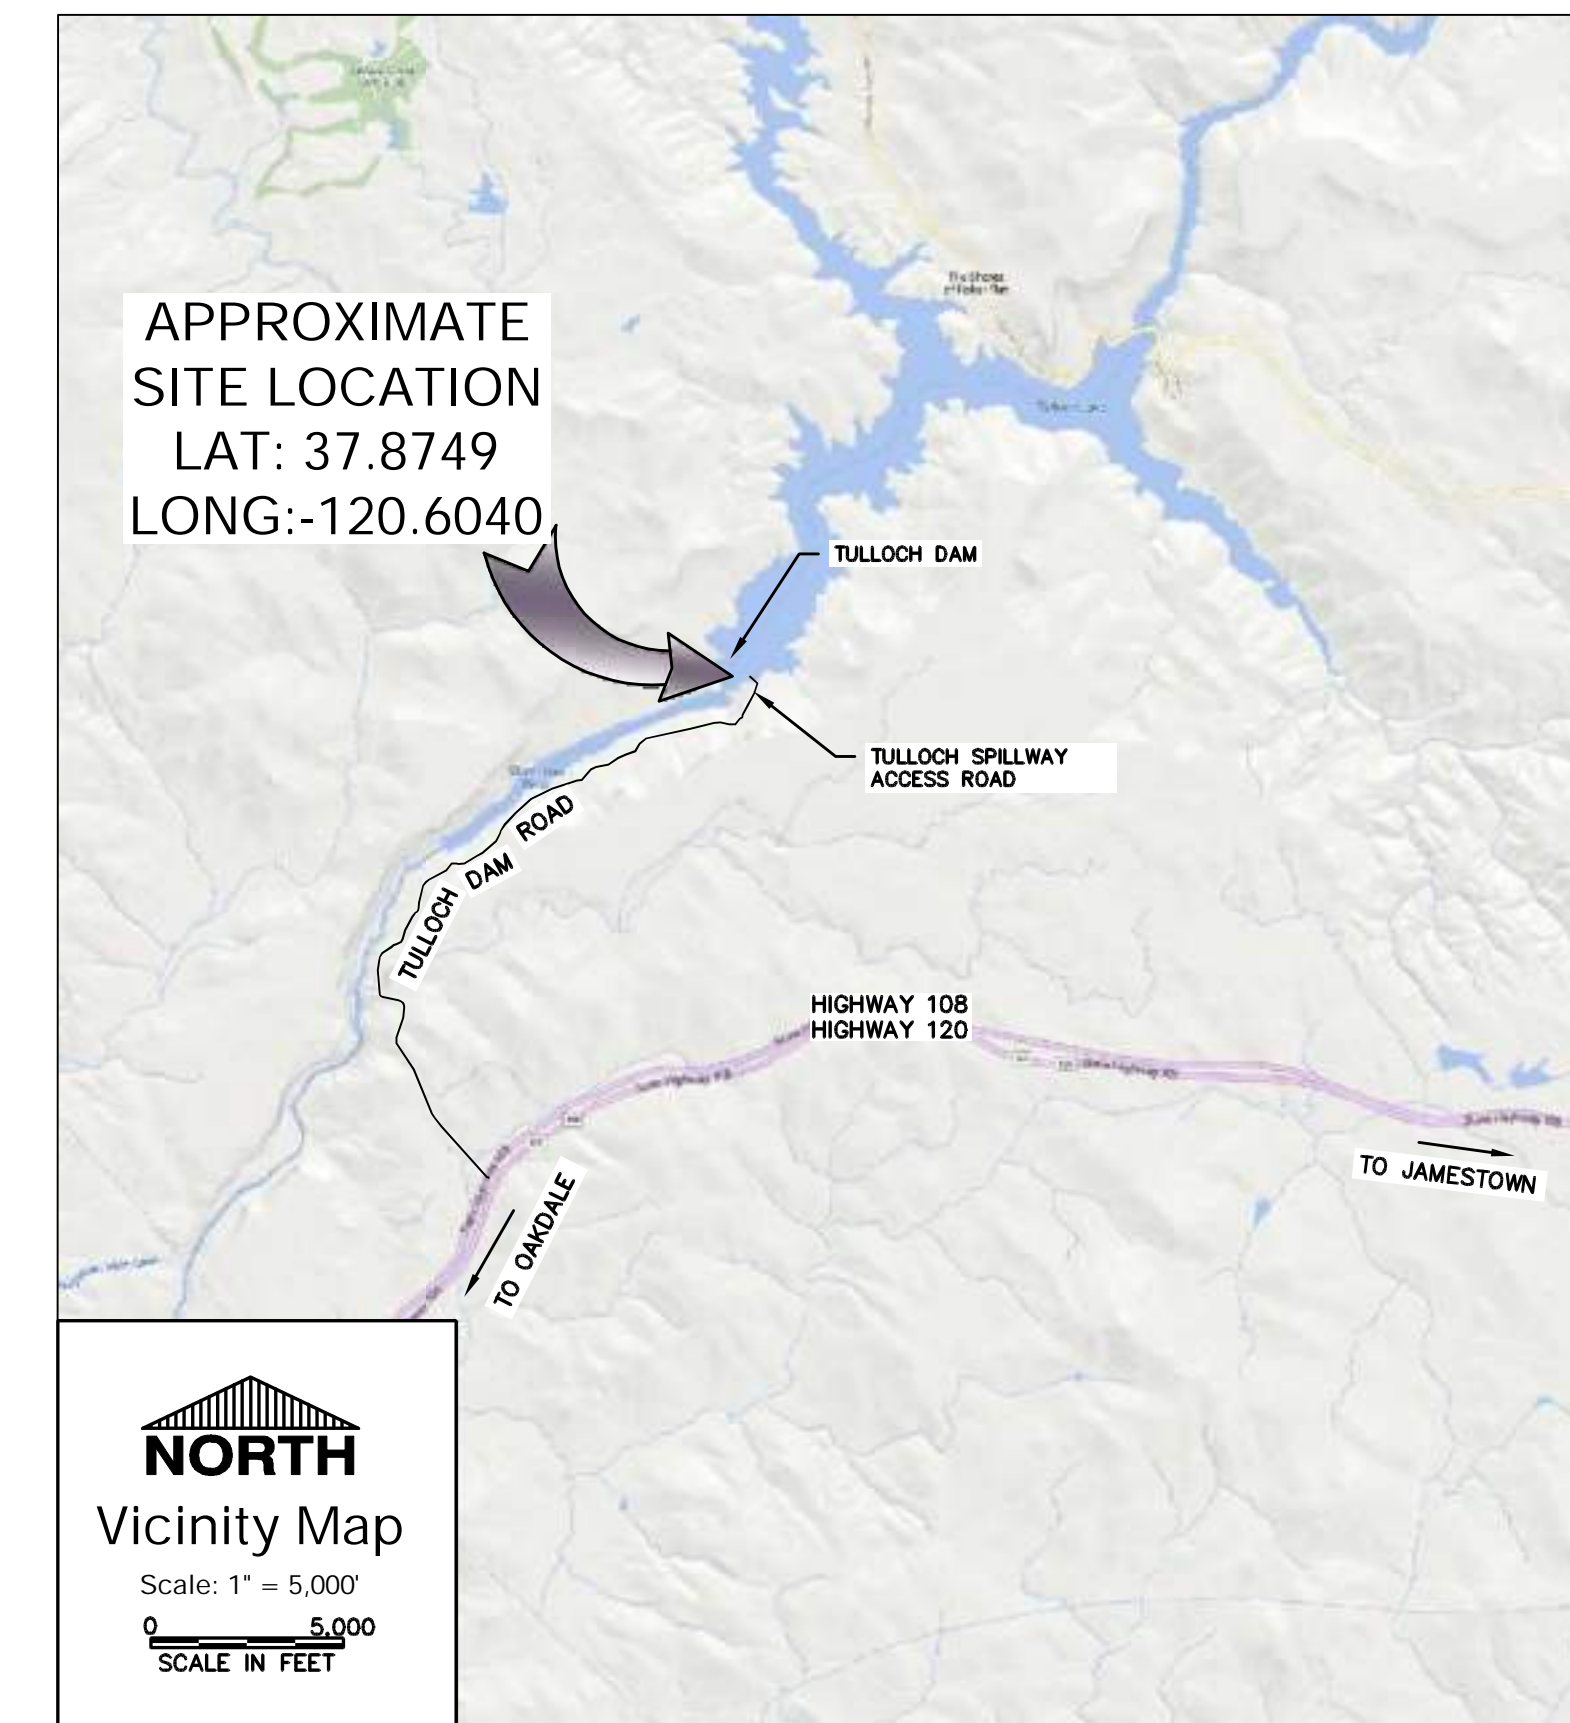 APPROXIMATE
SITE LOCATION
LAT: 37.8749
LONG:-120.6040
TULLOCH DAM
TULLOCH SPILLWAY
ACCESS ROAD
TULLOCH DAM ROAD
HIGHWAY 108
HIGHWAY 120
TO JAMESTOWN
TO OAKDALE
NORTH
Vicinity Map
Scale: 1" = 5,000'
0 5,000
SCALE IN FEET